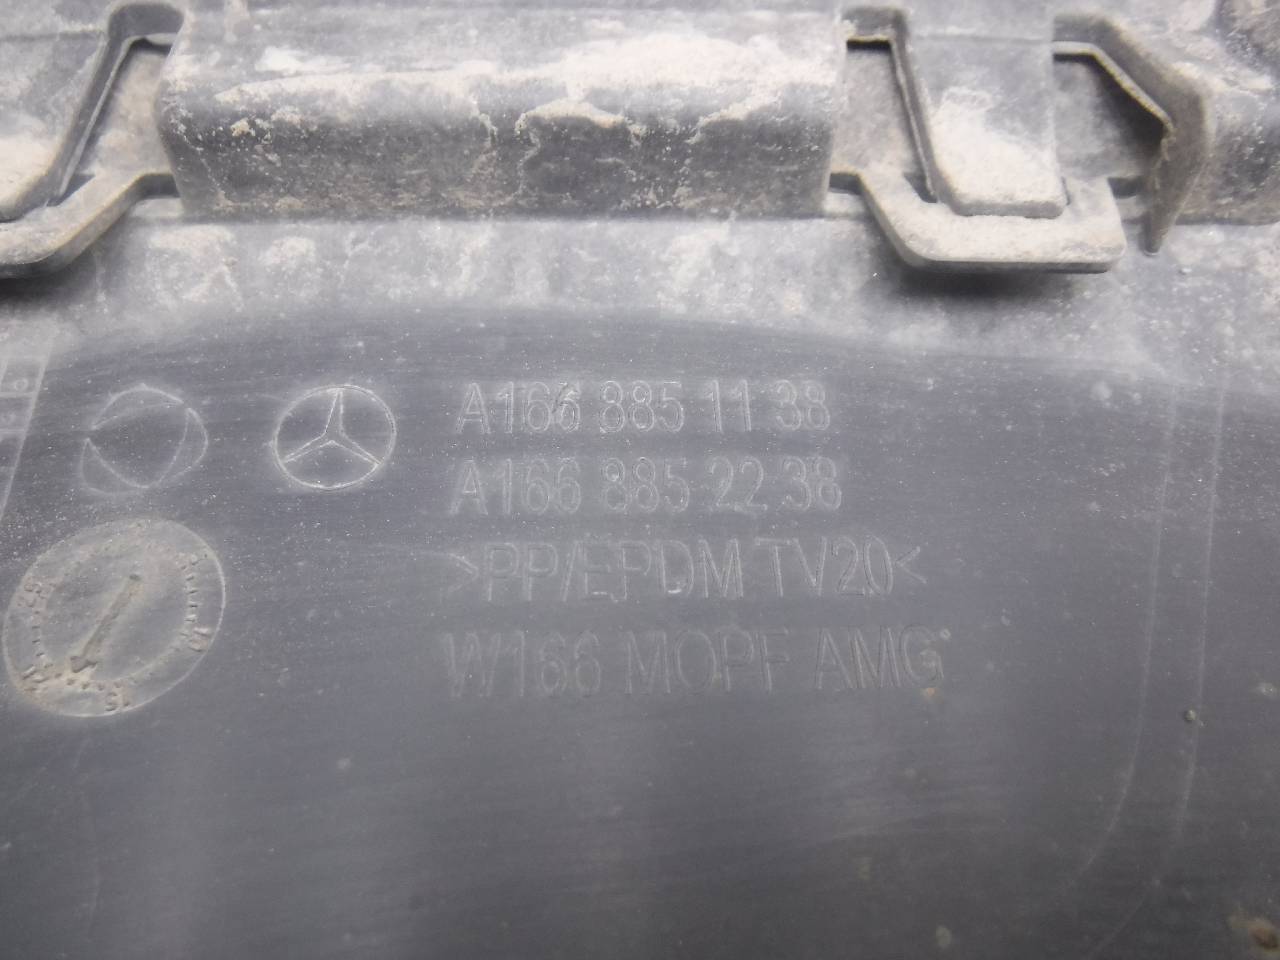 A166 885 11 38
A166 885 22 38
>PP/EPDM TV20<
W166 MOPF AMG